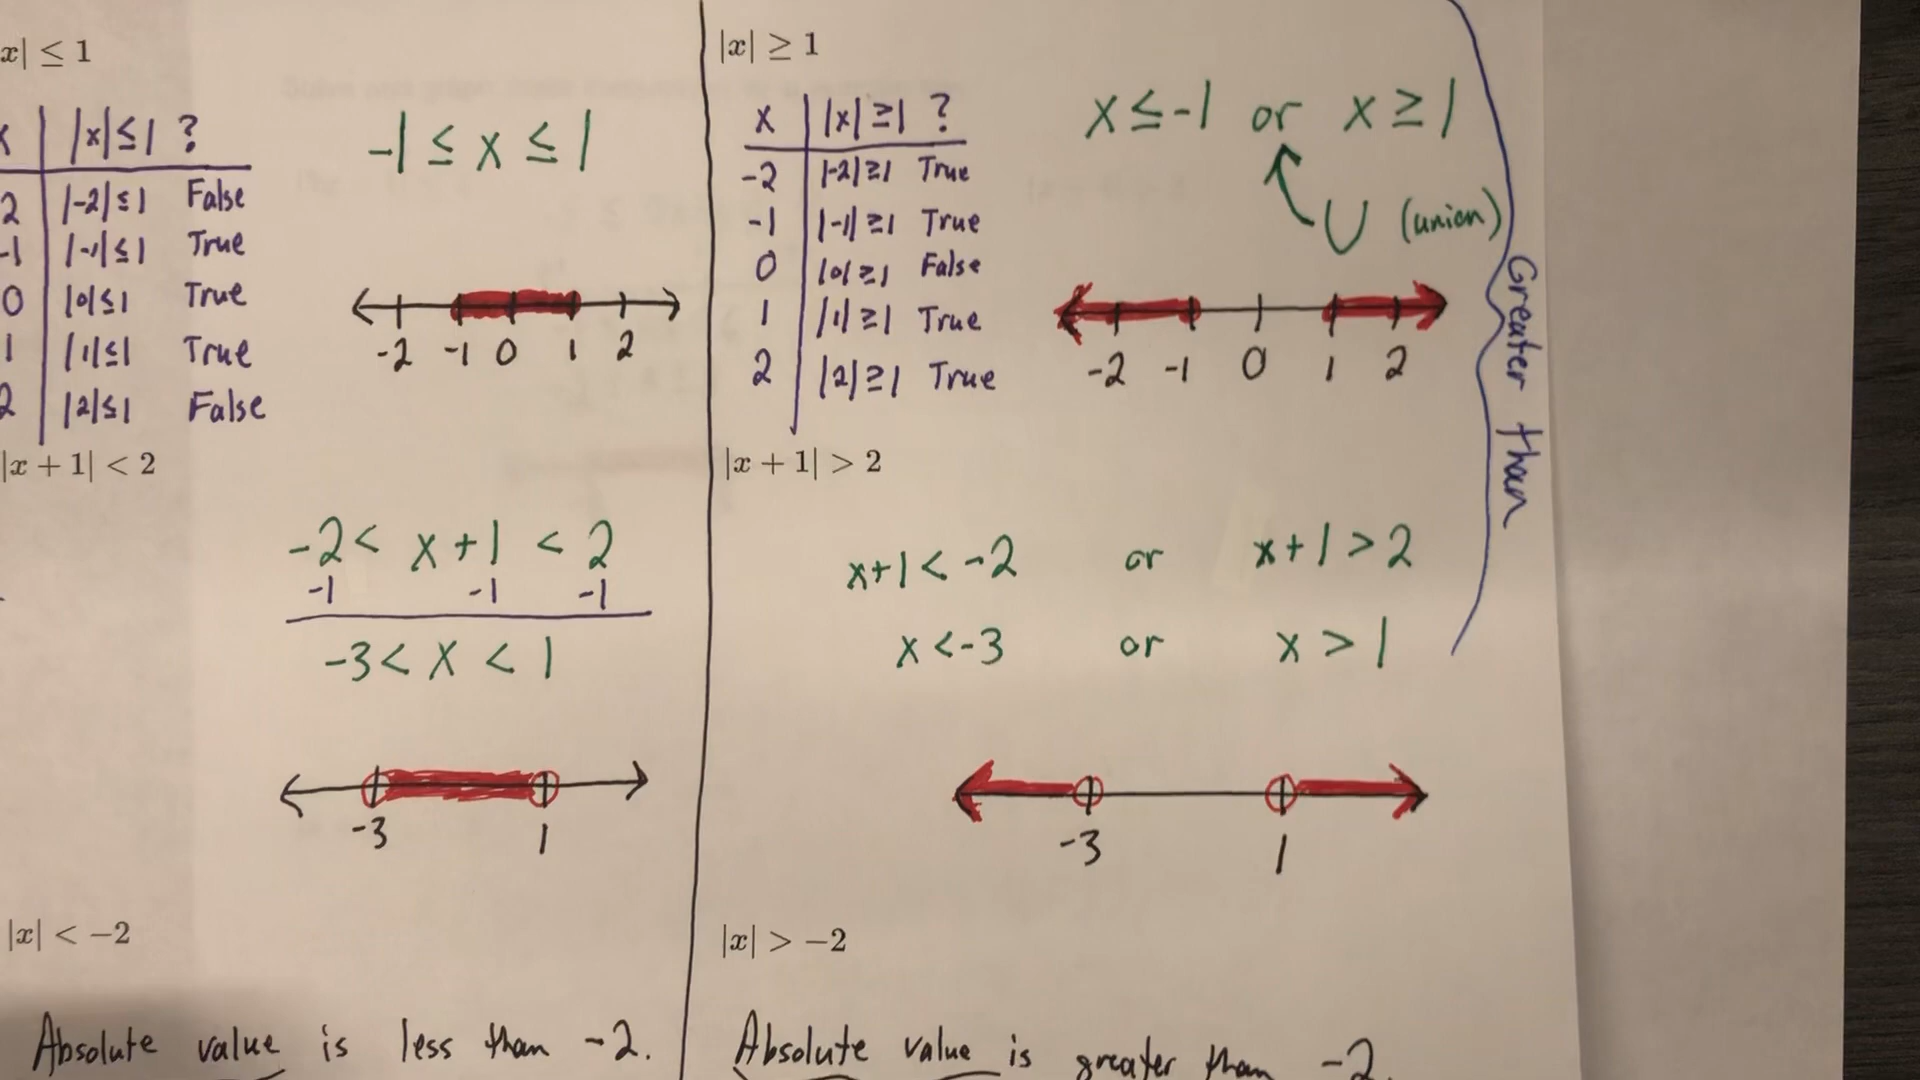 x| ≤ 1
x |x|≤1 ?
2 |-2|≤1 False
-1 |-1|≤1 True
0 |0|≤1 True
1 |1|≤1 True
2 |2|≤1 False
-1 ≤ x ≤ 1
-2 -1 0 1 2
|x + 1| < 2
-2 < x+1 < 2
-1 -1 -1
-3 < x < 1
-3 1
|x| < −2
Absolute value is less than -2.
|x| ≥ 1
x |x|≥1 ?
-2 |-2|≥1 True
-1 |-1|≥1 True
0 |0|≥1 False
1 |1|≥1 True
2 |2|≥1 True
x ≤ -1 or x ≥ 1
U (union)
-2 -1 0 1 2
Greater than
|x + 1| > 2
x+1 < -2 or x+1 > 2
x < -3 or x > 1
-3 1
|x| > −2
Absolute value is greater than -2.